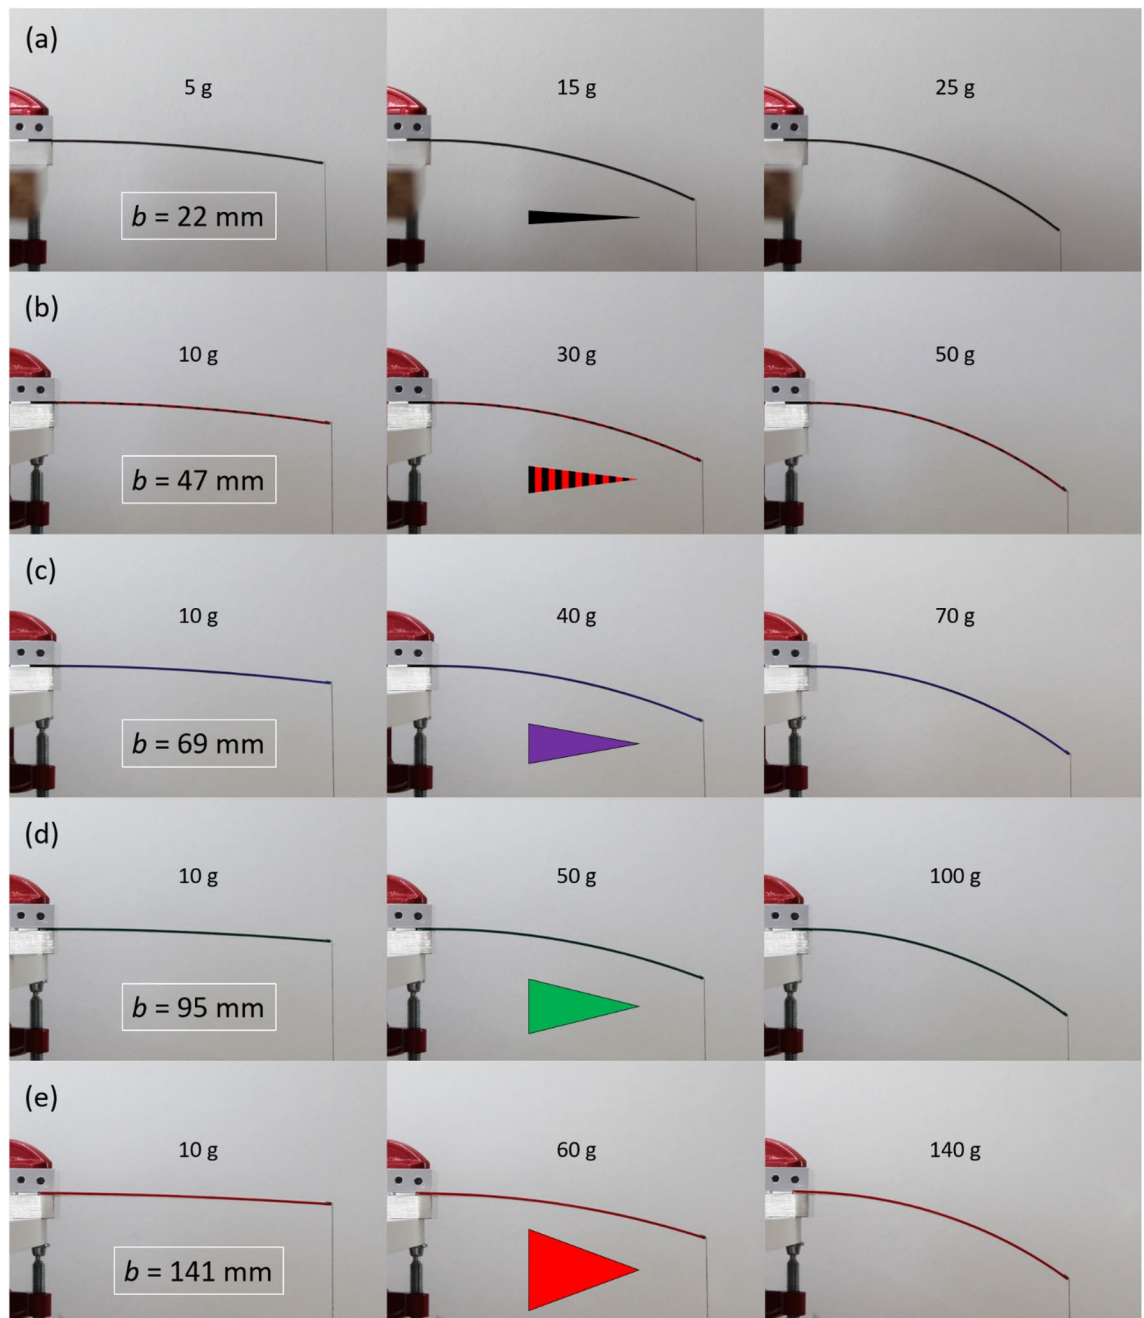 (a)
5 g
15 g
25 g
b = 22 mm
(b)
10 g
30 g
50 g
b = 47 mm
(c)
10 g
40 g
70 g
b = 69 mm
(d)
10 g
50 g
100 g
b = 95 mm
(e)
10 g
60 g
140 g
b = 141 mm